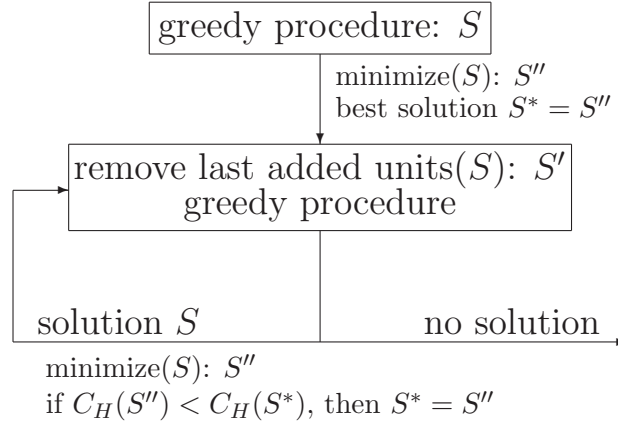 greedy procedure: S
minimize(S): S″
best solution S* = S″
remove last added units(S): S′
greedy procedure
solution S
no solution
minimize(S): S″
if C_H(S″) < C_H(S*), then S* = S″